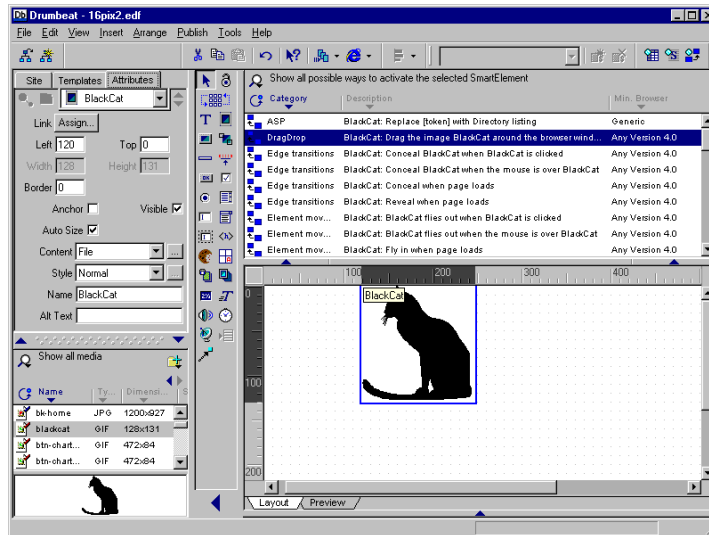 Drumbeat - 16pix2.edf
File Edit View Insert Arrange Publish Tools Help
Site Templates Attributes
BlackCat
Link Assign...
Left 120 Top 0
Width 128 Height 131
Border 0
Anchor Visible
Auto Size
Content File ...
Style Normal ...
Name BlackCat
Alt Text
Show all media
Name Ty... Dimensi... S
bk-home JPG 1200x927
blackcat GIF 128x131
btn-chart... GIF 472x84
btn-chart... GIF 472x84
Show all possible ways to activate the selected SmartElement
Category Description Min. Browser
ASP BlackCat: Replace [token] with Directory listing Generic
DragDrop BlackCat: Drag the image BlackCat around the browser wind... Any Version 4.0
Edge transitions BlackCat: Conceal BlackCat when BlackCat is clicked Any Version 4.0
Edge transitions BlackCat: Conceal BlackCat when the mouse is over BlackCat Any Version 4.0
Edge transitions BlackCat: Conceal when page loads Any Version 4.0
Edge transitions BlackCat: Reveal when page loads Any Version 4.0
Element mov... BlackCat: BlackCat flies out when BlackCat is clicked Any Version 4.0
Element mov... BlackCat: BlackCat flies out when the mouse is over BlackCat Any Version 4.0
Element mov... BlackCat: Fly in when page loads Any Version 4.0
100 200 300 400
0
100
200
BlackCat
Layout Preview